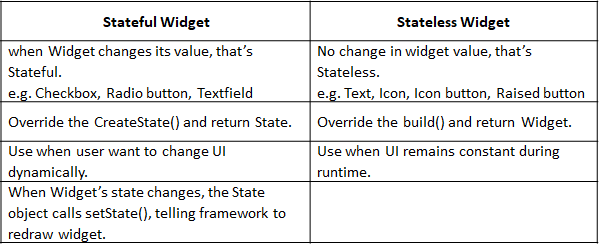 Stateful Widget
Stateless Widget
when Widget changes its value, that's
Stateful.
e.g. Checkbox, Radio button, Textfield
No change in widget value, that's
Stateless.
e.g. Text, Icon, Icon button, Raised button
Override the CreateState() and return State.
Override the build() and return Widget.
Use when user want to change UI
dynamically.
Use when UI remains constant during
runtime.
When Widget's state changes, the State
object calls setState(), telling framework to
redraw widget.